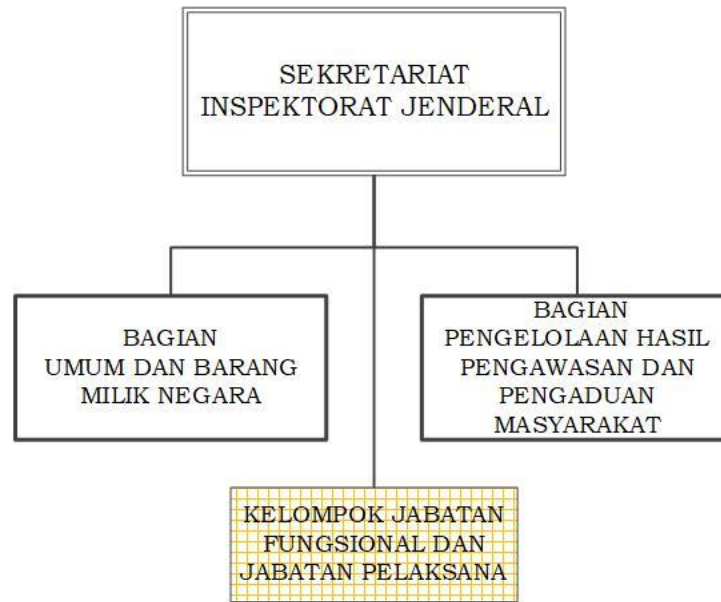 SEKRETARIAT
INSPEKTORAT JENDERAL
BAGIAN
UMUM DAN BARANG
MILIK NEGARA
BAGIAN
PENGELOLAAN HASIL
PENGAWASAN DAN
PENGADUAN
MASYARAKAT
KELOMPOK JABATAN
FUNGSIONAL DAN
JABATAN PELAKSANA